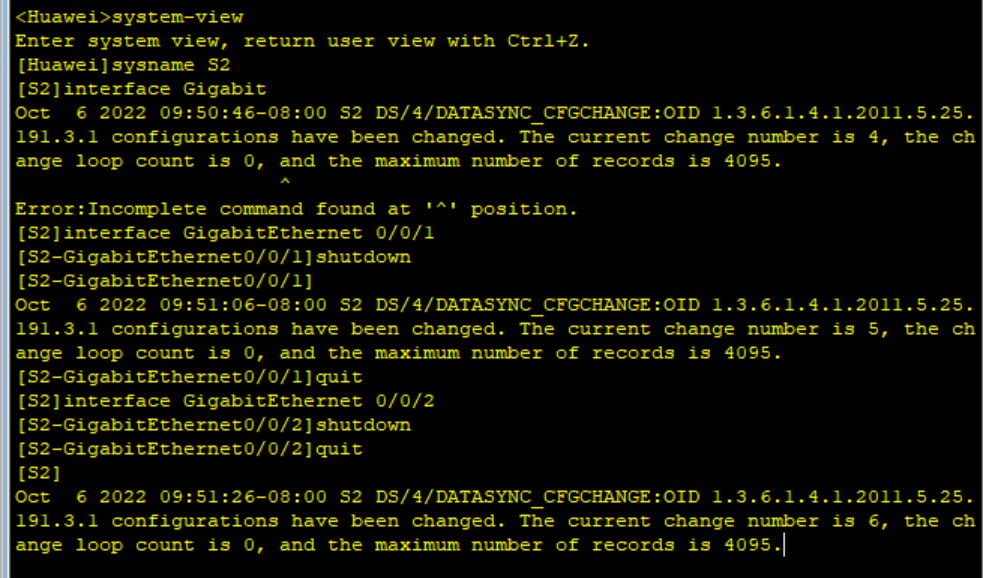 <Huawei>system-view
Enter system view, return user view with Ctrl+Z.
[Huawei]sysname S2
[S2]interface Gigabit
Oct  6 2022 09:50:46-08:00 S2 DS/4/DATASYNC_CFGCHANGE:OID 1.3.6.1.4.1.2011.5.25.
191.3.1 configurations have been changed. The current change number is 4, the ch
ange loop count is 0, and the maximum number of records is 4095.
                      ^
Error:Incomplete command found at '^' position.
[S2]interface GigabitEthernet 0/0/1
[S2-GigabitEthernet0/0/1]shutdown
[S2-GigabitEthernet0/0/1]
Oct  6 2022 09:51:06-08:00 S2 DS/4/DATASYNC_CFGCHANGE:OID 1.3.6.1.4.1.2011.5.25.
191.3.1 configurations have been changed. The current change number is 5, the ch
ange loop count is 0, and the maximum number of records is 4095.
[S2-GigabitEthernet0/0/1]quit
[S2]interface GigabitEthernet 0/0/2
[S2-GigabitEthernet0/0/2]shutdown
[S2-GigabitEthernet0/0/2]quit
[S2]
Oct  6 2022 09:51:26-08:00 S2 DS/4/DATASYNC_CFGCHANGE:OID 1.3.6.1.4.1.2011.5.25.
191.3.1 configurations have been changed. The current change number is 6, the ch
ange loop count is 0, and the maximum number of records is 4095.